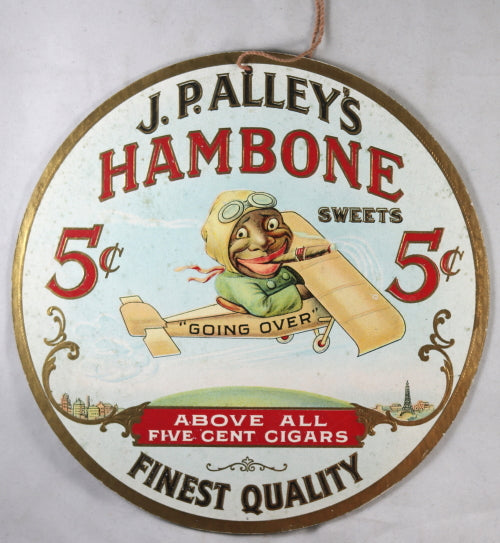 J.P. ALLEY'S
HAMBONE
SWEETS
5¢ 5¢
"GOING OVER"
ABOVE ALL
FIVE CENT CIGARS
FINEST QUALITY